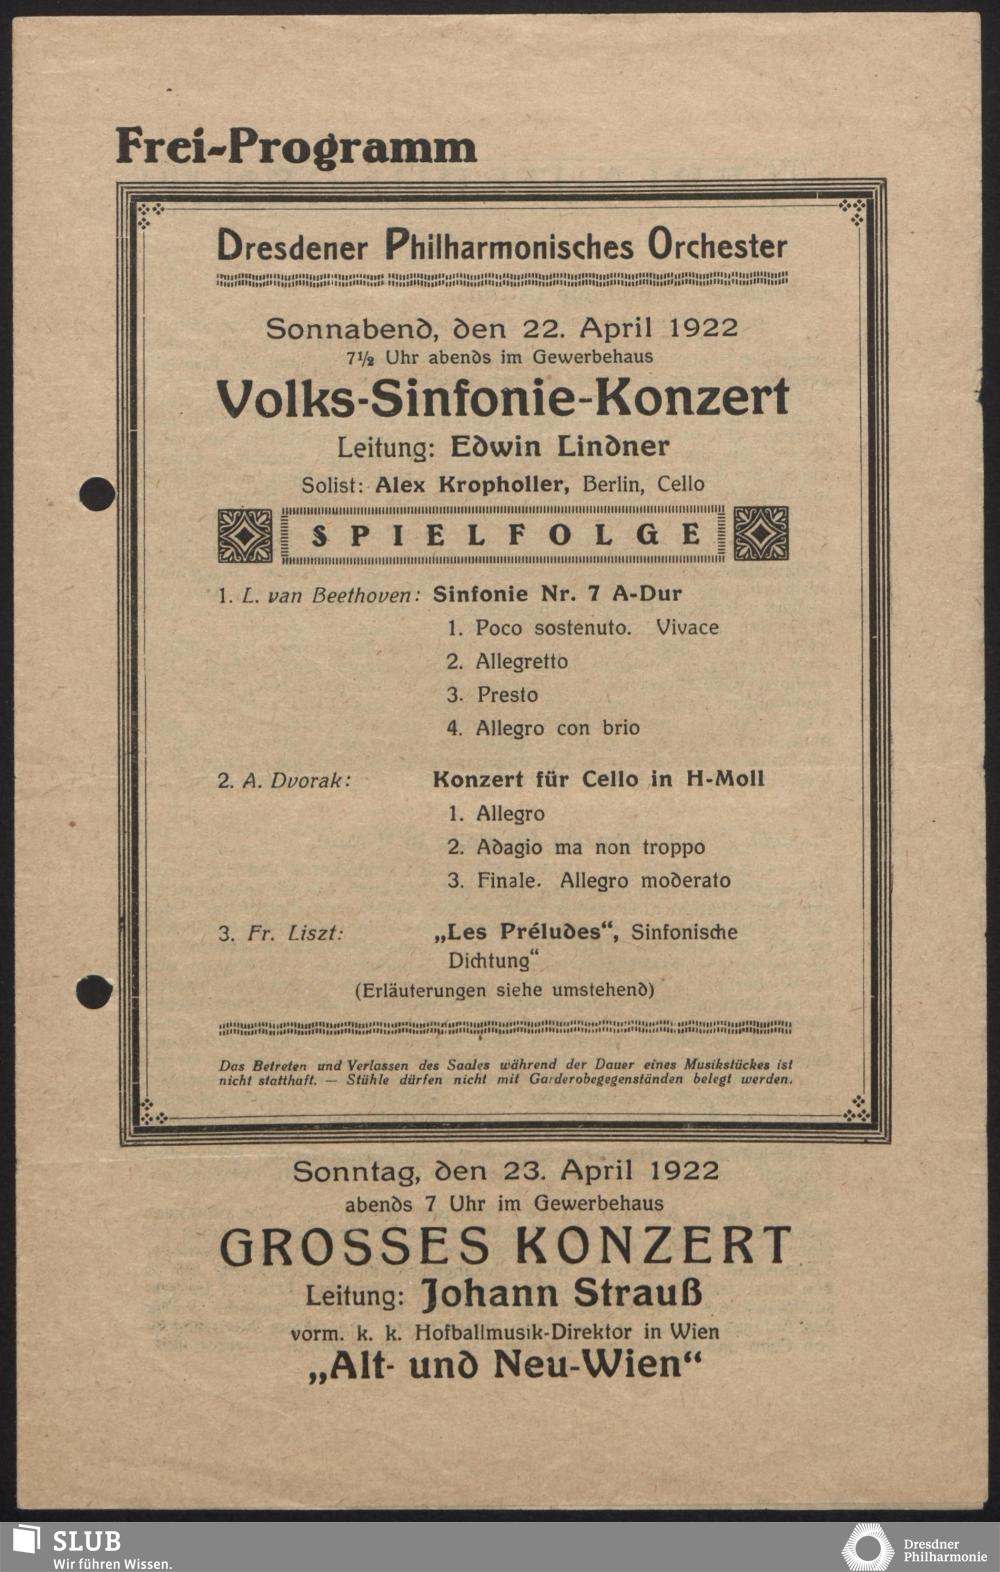 Frei-Programm
Dresdener Philharmonisches Orchester
Sonnabend, den 22. April 1922
7½ Uhr abends im Gewerbehaus
Volks-Sinfonie-Konzert
Leitung: Edwin Lindner
Solist: Alex Kropholler, Berlin, Cello
SPIELFOLGE
1. L. van Beethoven: Sinfonie Nr. 7 A-Dur
1. Poco sostenuto. Vivace
2. Allegretto
3. Presto
4. Allegro con brio
2. A. Dvorak: Konzert für Cello in H-Moll
1. Allegro
2. Adagio ma non troppo
3. Finale. Allegro moderato
3. Fr. Liszt: „Les Préludes“, Sinfonische
Dichtung“
(Erläuterungen siehe umstehend)
Das Betreten und Verlassen des Saales während der Dauer eines Musikstückes ist
nicht statthaft. — Stühle dürfen nicht mit Garderobegegenständen belegt werden.
Sonntag, den 23. April 1922
abends 7 Uhr im Gewerbehaus
GROSSES KONZERT
Leitung: Johann Strauß
vorm. k. k. Hofballmusik-Direktor in Wien
„Alt- und Neu-Wien“
SLUB
Wir führen Wissen.
Dresdner
Philharmonie